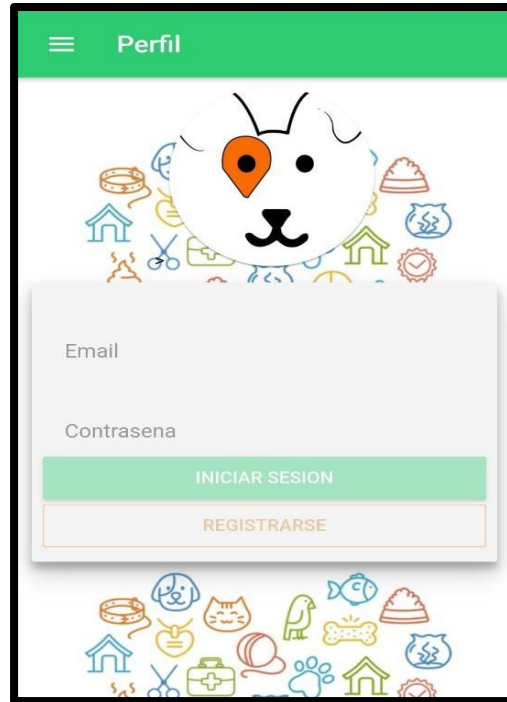 Perfil
Email
Contrasena
INICIAR SESION
REGISTRARSE